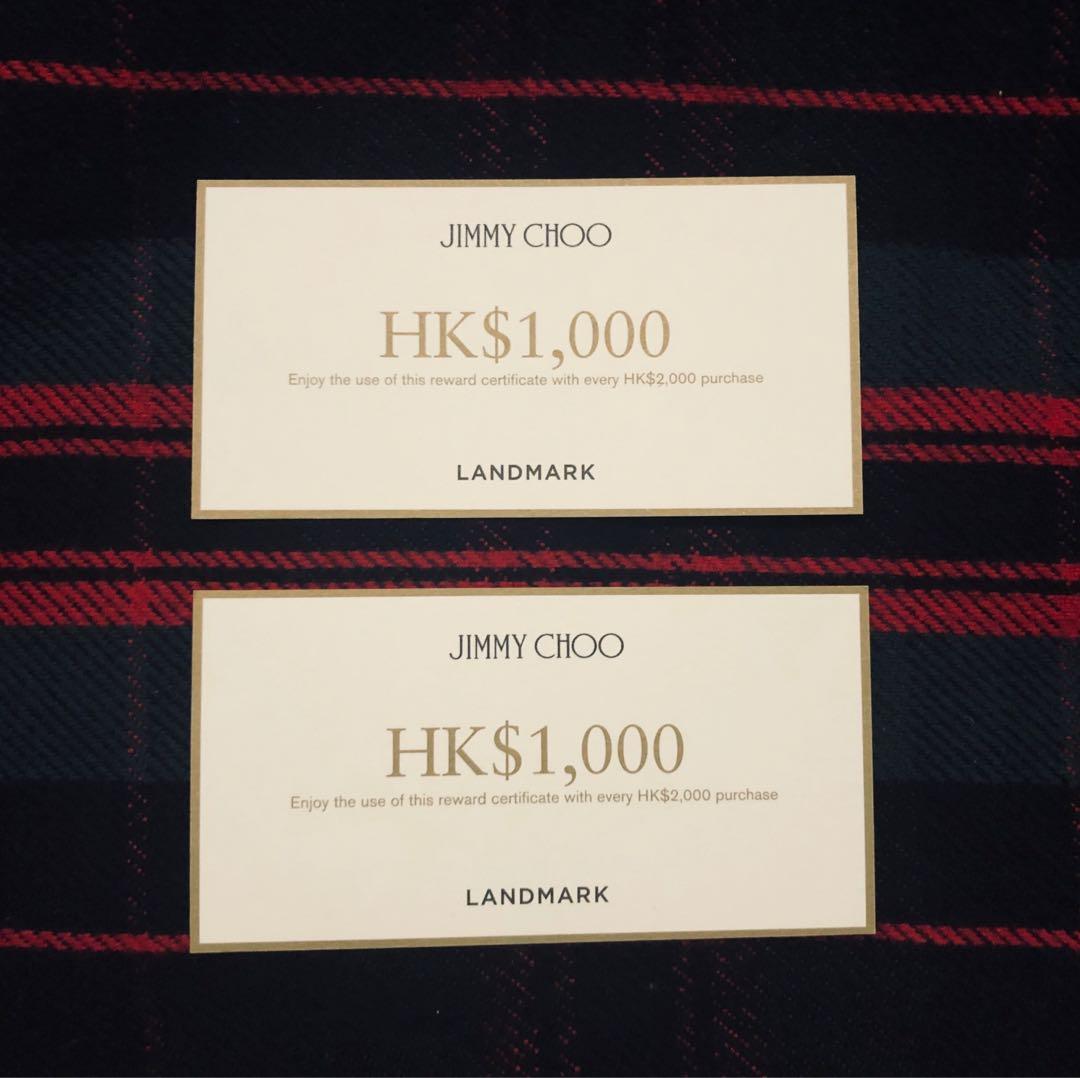 JIMMY CHOO
HK$1,000
Enjoy the use of this reward certificate with every HK$2,000 purchase
LANDMARK
JIMMY CHOO
HK$1,000
Enjoy the use of this reward certificate with every HK$2,000 purchase
LANDMARK